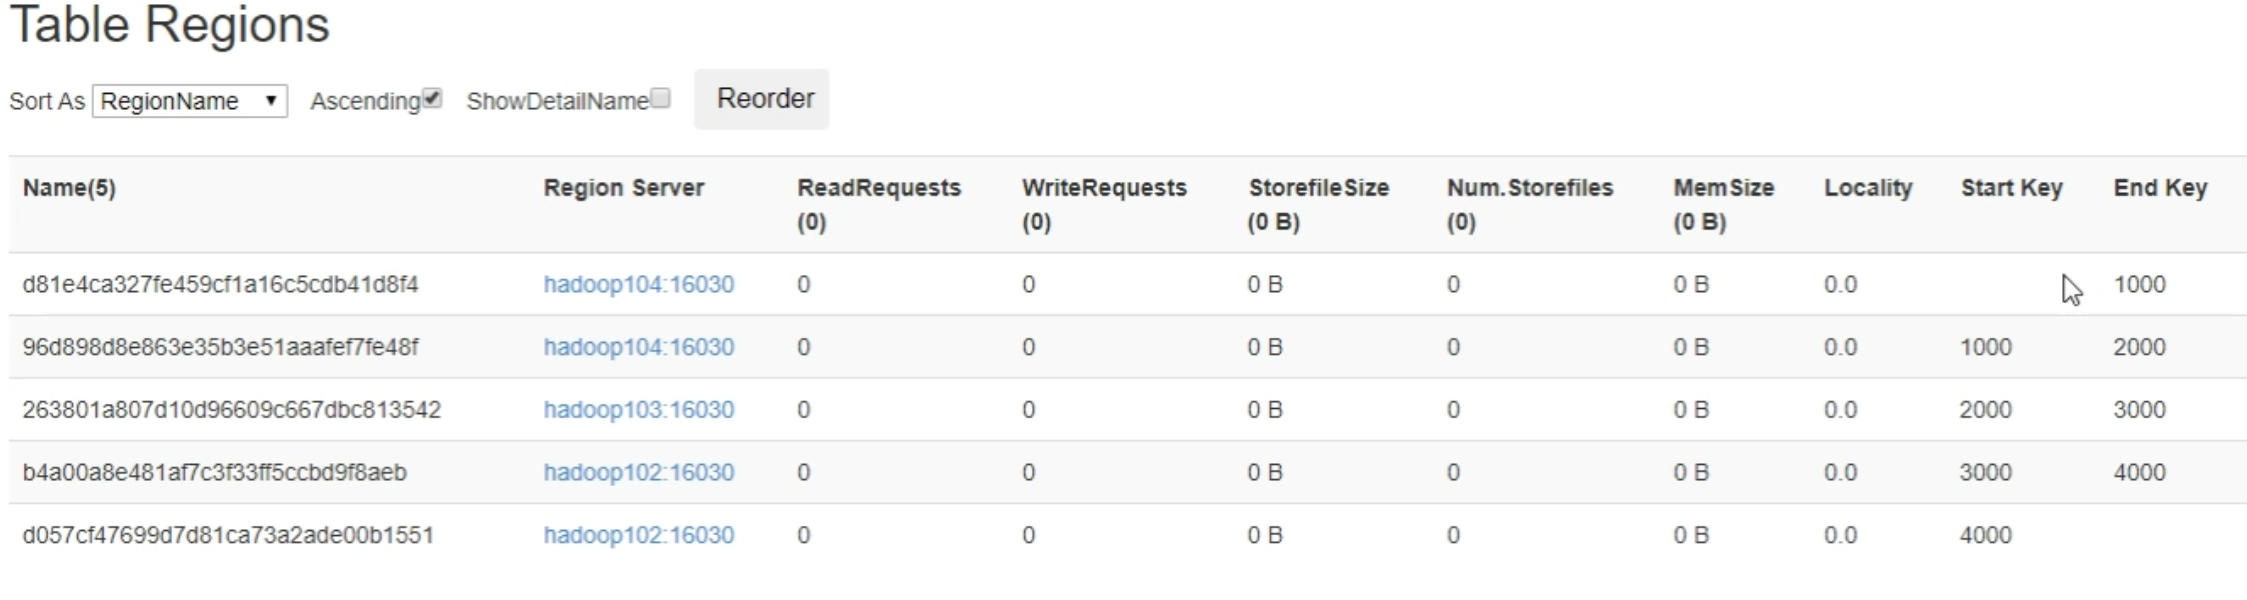 Table Regions
Sort As RegionName Ascending ShowDetailName Reorder
Name(5) Region Server ReadRequests (0) WriteRequests (0) StorefileSize (0 B) Num.Storefiles (0) MemSize (0 B) Locality Start Key End Key
d81e4ca327fe459cf1a16c5cdb41d8f4 hadoop104:16030 0 0 0 B 0 0 B 0.0 1000
96d898d8e863e35b3e51aaafef7fe48f hadoop104:16030 0 0 0 B 0 0 B 0.0 1000 2000
263801a807d10d96609c667dbc813542 hadoop103:16030 0 0 0 B 0 0 B 0.0 2000 3000
b4a00a8e481af7c3f33ff5ccbd9f8aeb hadoop102:16030 0 0 0 B 0 0 B 0.0 3000 4000
d057cf47699d7d81ca73a2ade00b1551 hadoop102:16030 0 0 0 B 0 0 B 0.0 4000